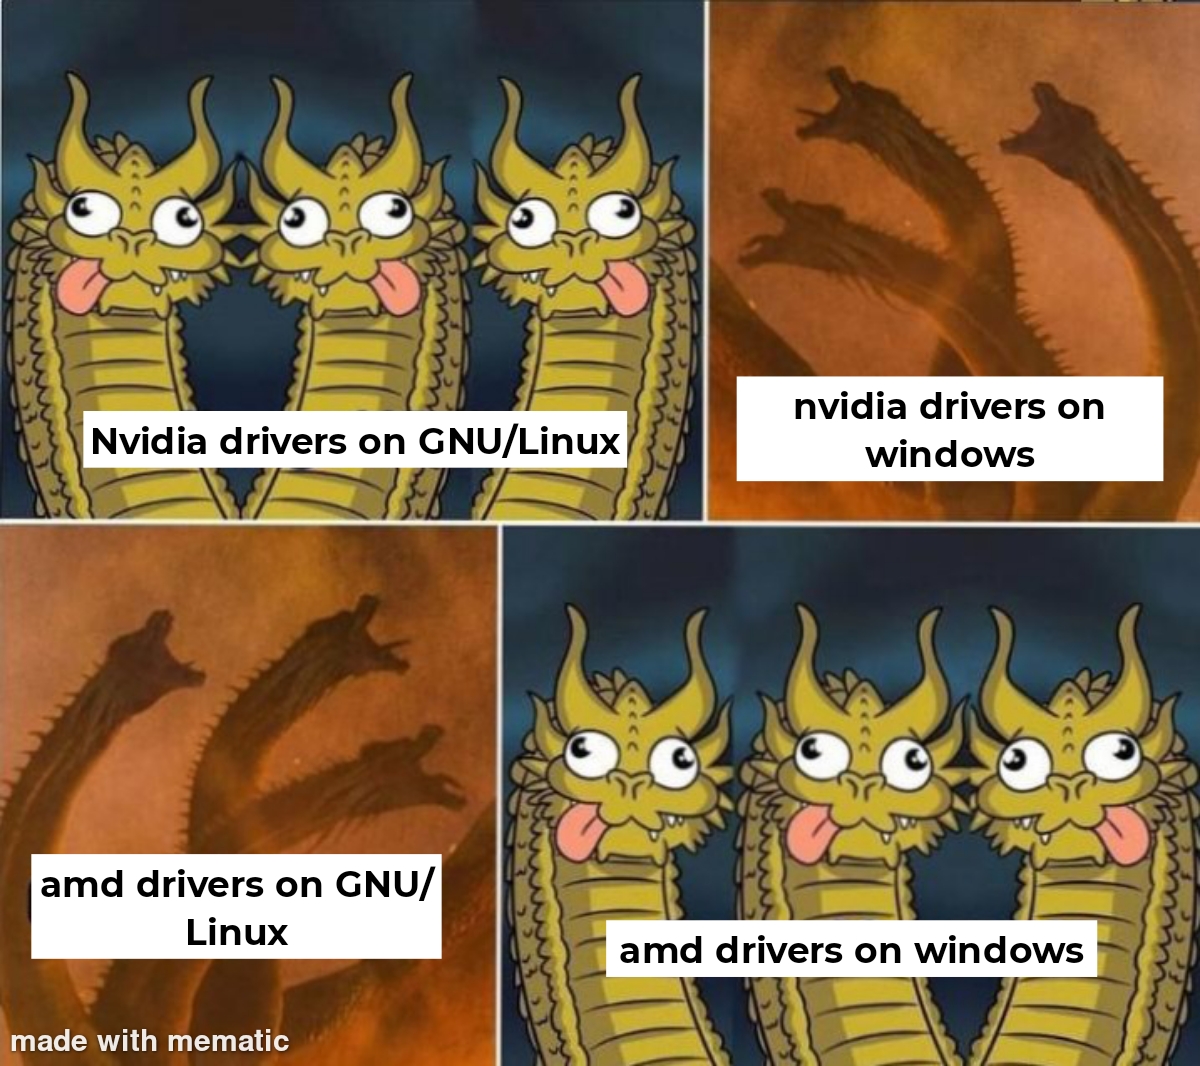 Nvidia drivers on GNU/Linux
nvidia drivers on
windows
amd drivers on GNU/
Linux
amd drivers on windows
made with mematic